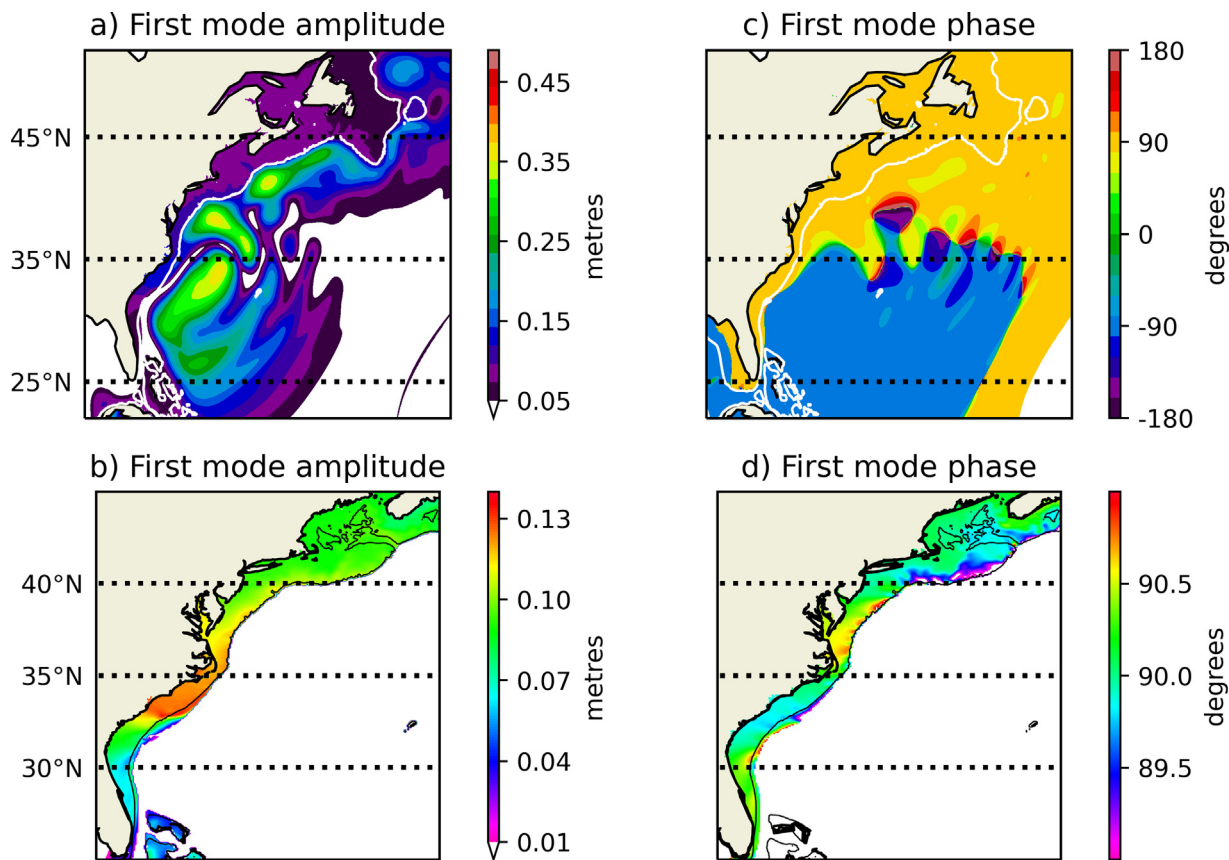 a) First mode amplitude
45°N
35°N
25°N
0.45
0.35
0.25
0.15
0.05
metres
c) First mode phase
180
90
0
-90
-180
degrees
b) First mode amplitude
40°N
35°N
30°N
0.13
0.10
0.07
0.04
0.01
metres
d) First mode phase
90.5
90.0
89.5
degrees